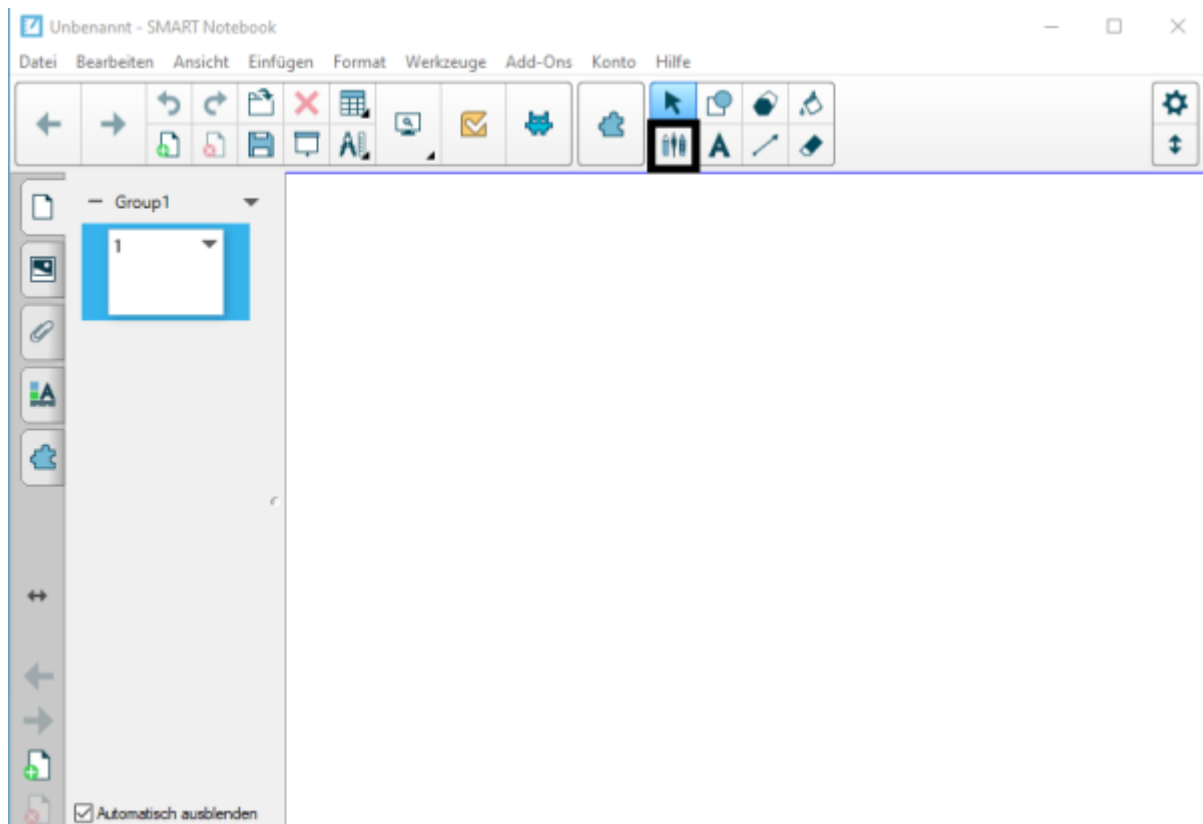 Unbenannt - SMART Notebook
Datei Bearbeiten Ansicht Einfügen Format Werkzeuge Add-Ons Konto Hilfe
Group1
1
Automatisch ausblenden